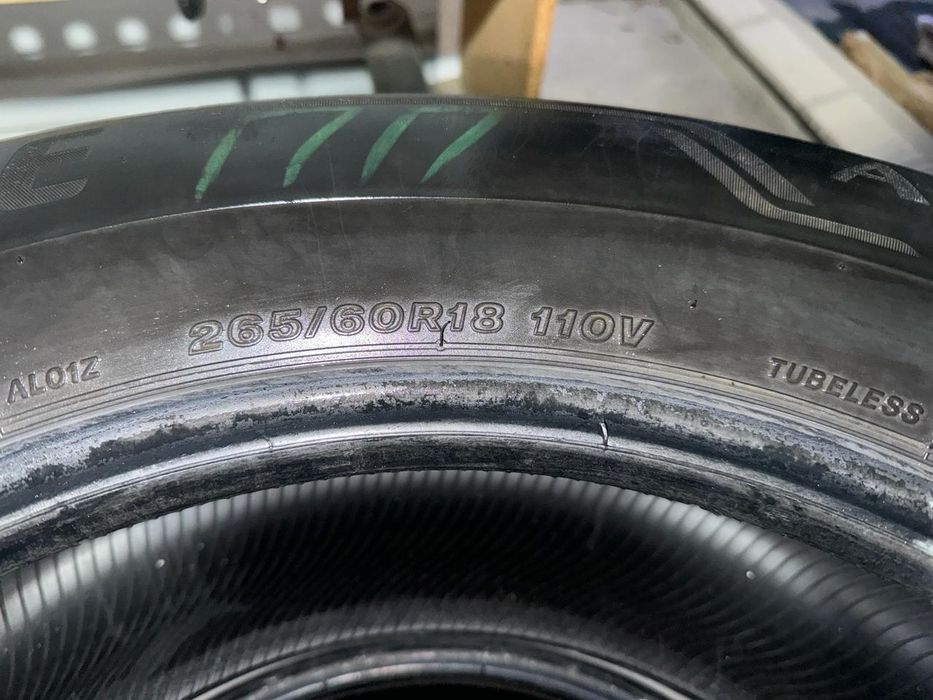 265/60R18 110V
AL01Z
TUBELESS